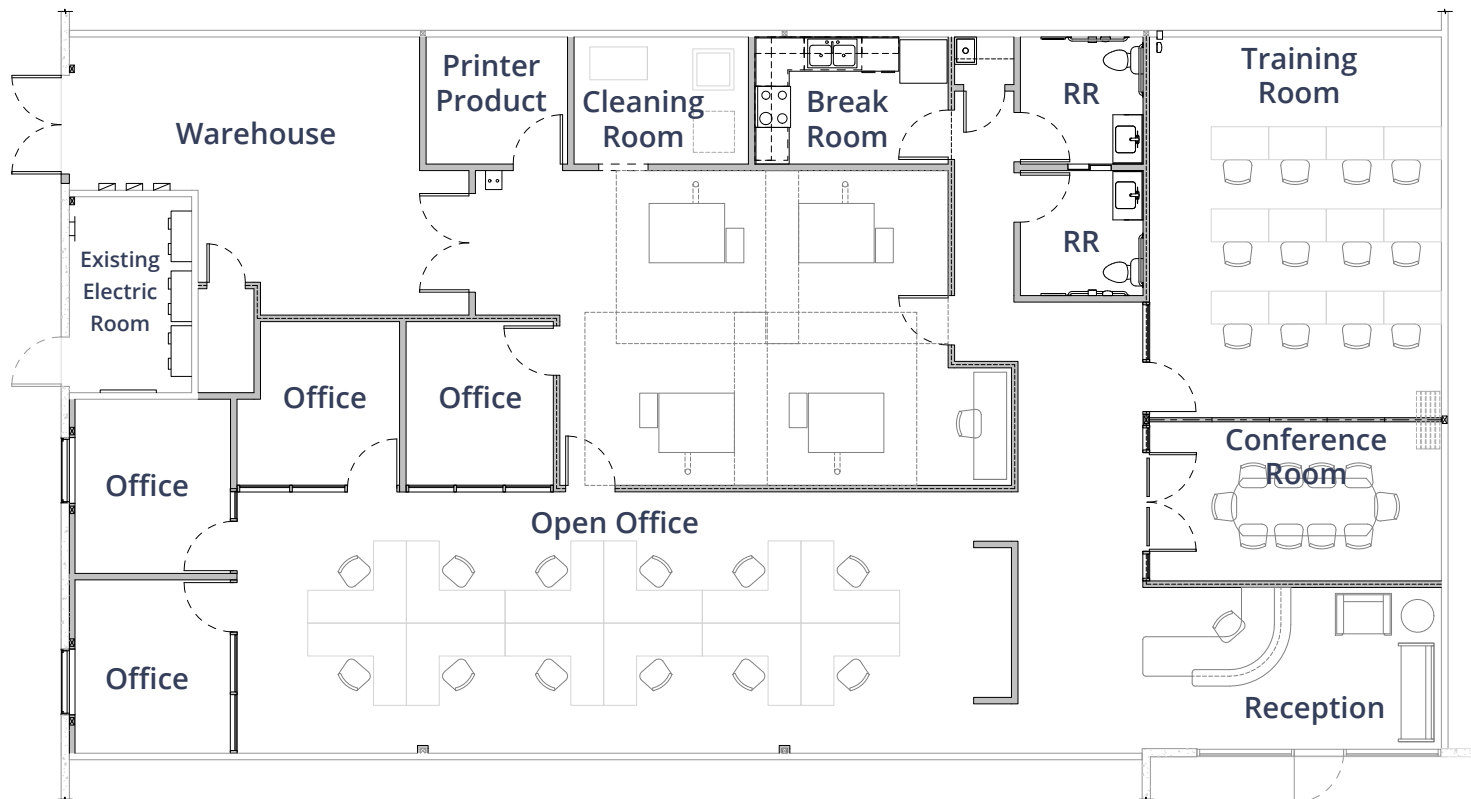 Printer
Product
Cleaning
Room
Break
Room
RR
Training
Room
Warehouse
RR
Existing
Electric
Room
Office
Office
Conference
Room
Office
Open Office
Office
Reception